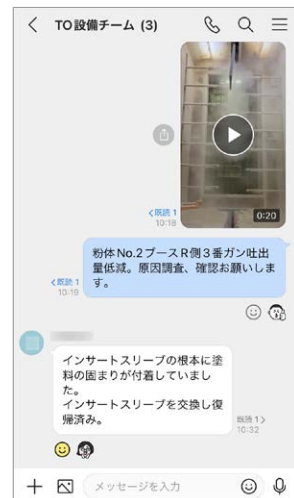 TO設備チーム (3)
0:20
既読 1
10:18
粉体No.2ブースR側3番ガン吐出
量低減。原因調査、確認お願いしま
す。
既読 1
10:19
インサートスリーブの根本に塗
料の固まりが付着していまし
た。
インサートスリーブを交換し復
帰済み。
既読 1
10:32
メッセージを入力